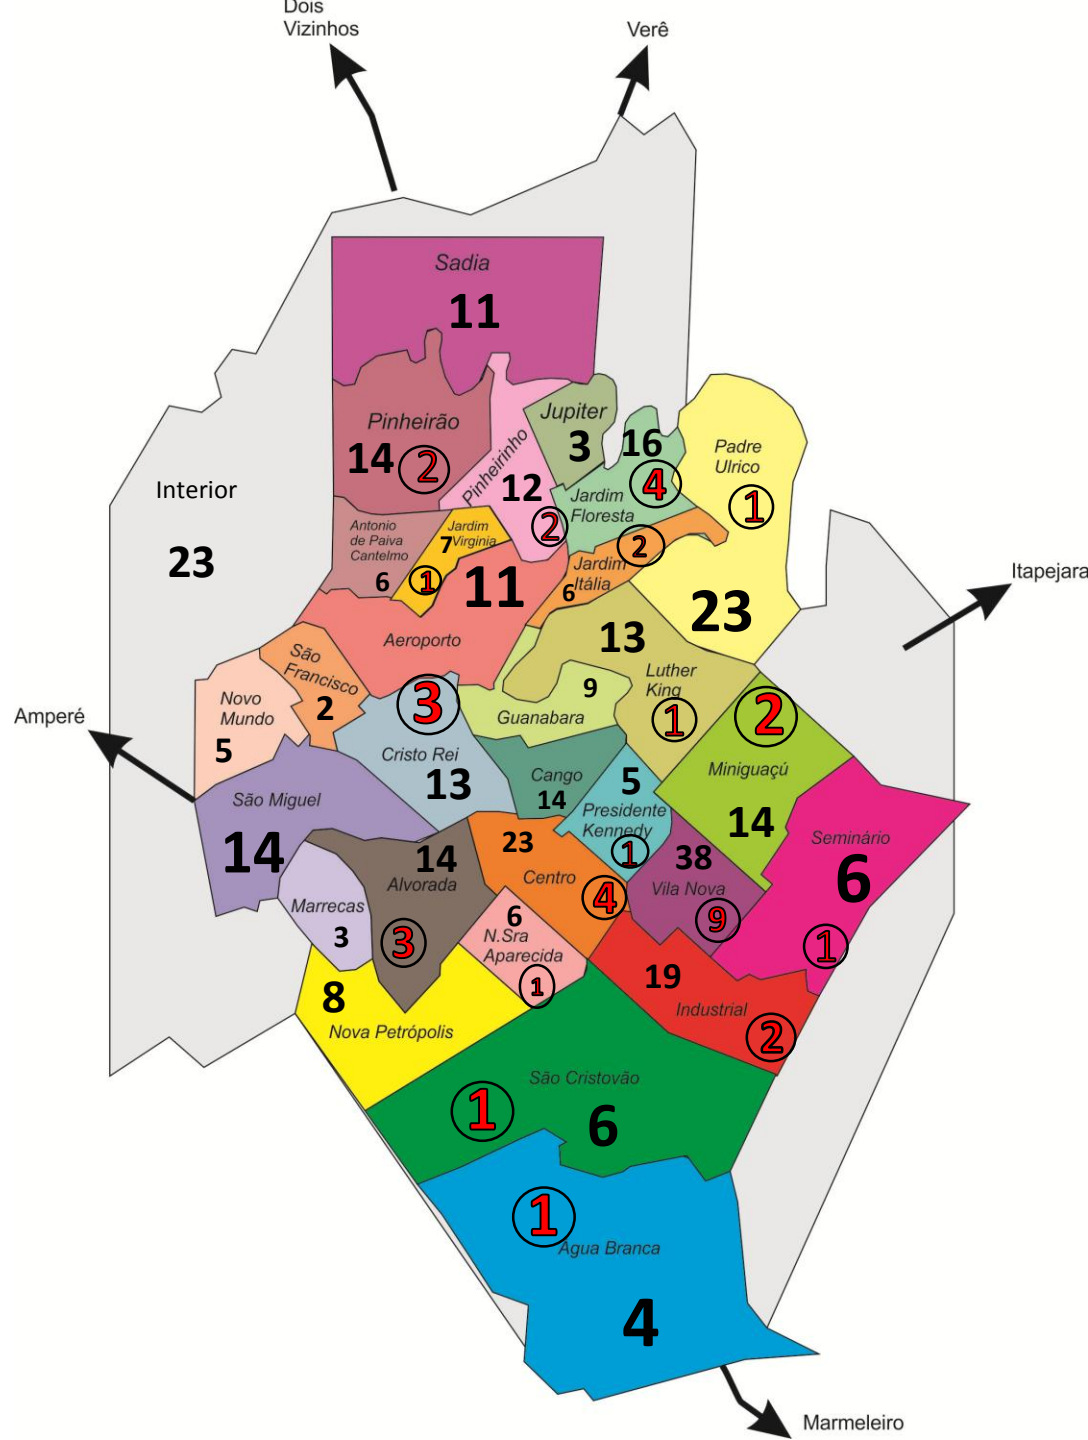 Dois
Vizinhos
Verê
Sadia
11
Pinheirão
14
2
Pinheirinho
12
2
Jupiter
3
16
4
Jardim
Floresta
Padre
Ulrico
1
23
Interior
23
Antonio
de Paiva
Cantelmo
6
Jardim
Virginia
7
1
11
Aeroporto
2
Jardim
Itália
6
Itapejara
13
Luther
King
1
9
Guanabara
São
Francisco
2
Novo
Mundo
5
Amperé
3
Cristo Rei
13
2
Miniguaçú
14
Cango
14
5
Presidente
Kennedy
1
São Miguel
14
14
Alvorada
3
23
Centro
4
38
Vila Nova
9
Seminário
6
1
Marrecas
3
6
N.Sra
Aparecida
1
19
Industrial
2
8
Nova Petrópolis
São Cristovão
1
6
1
Agua Branca
4
Marmeleiro